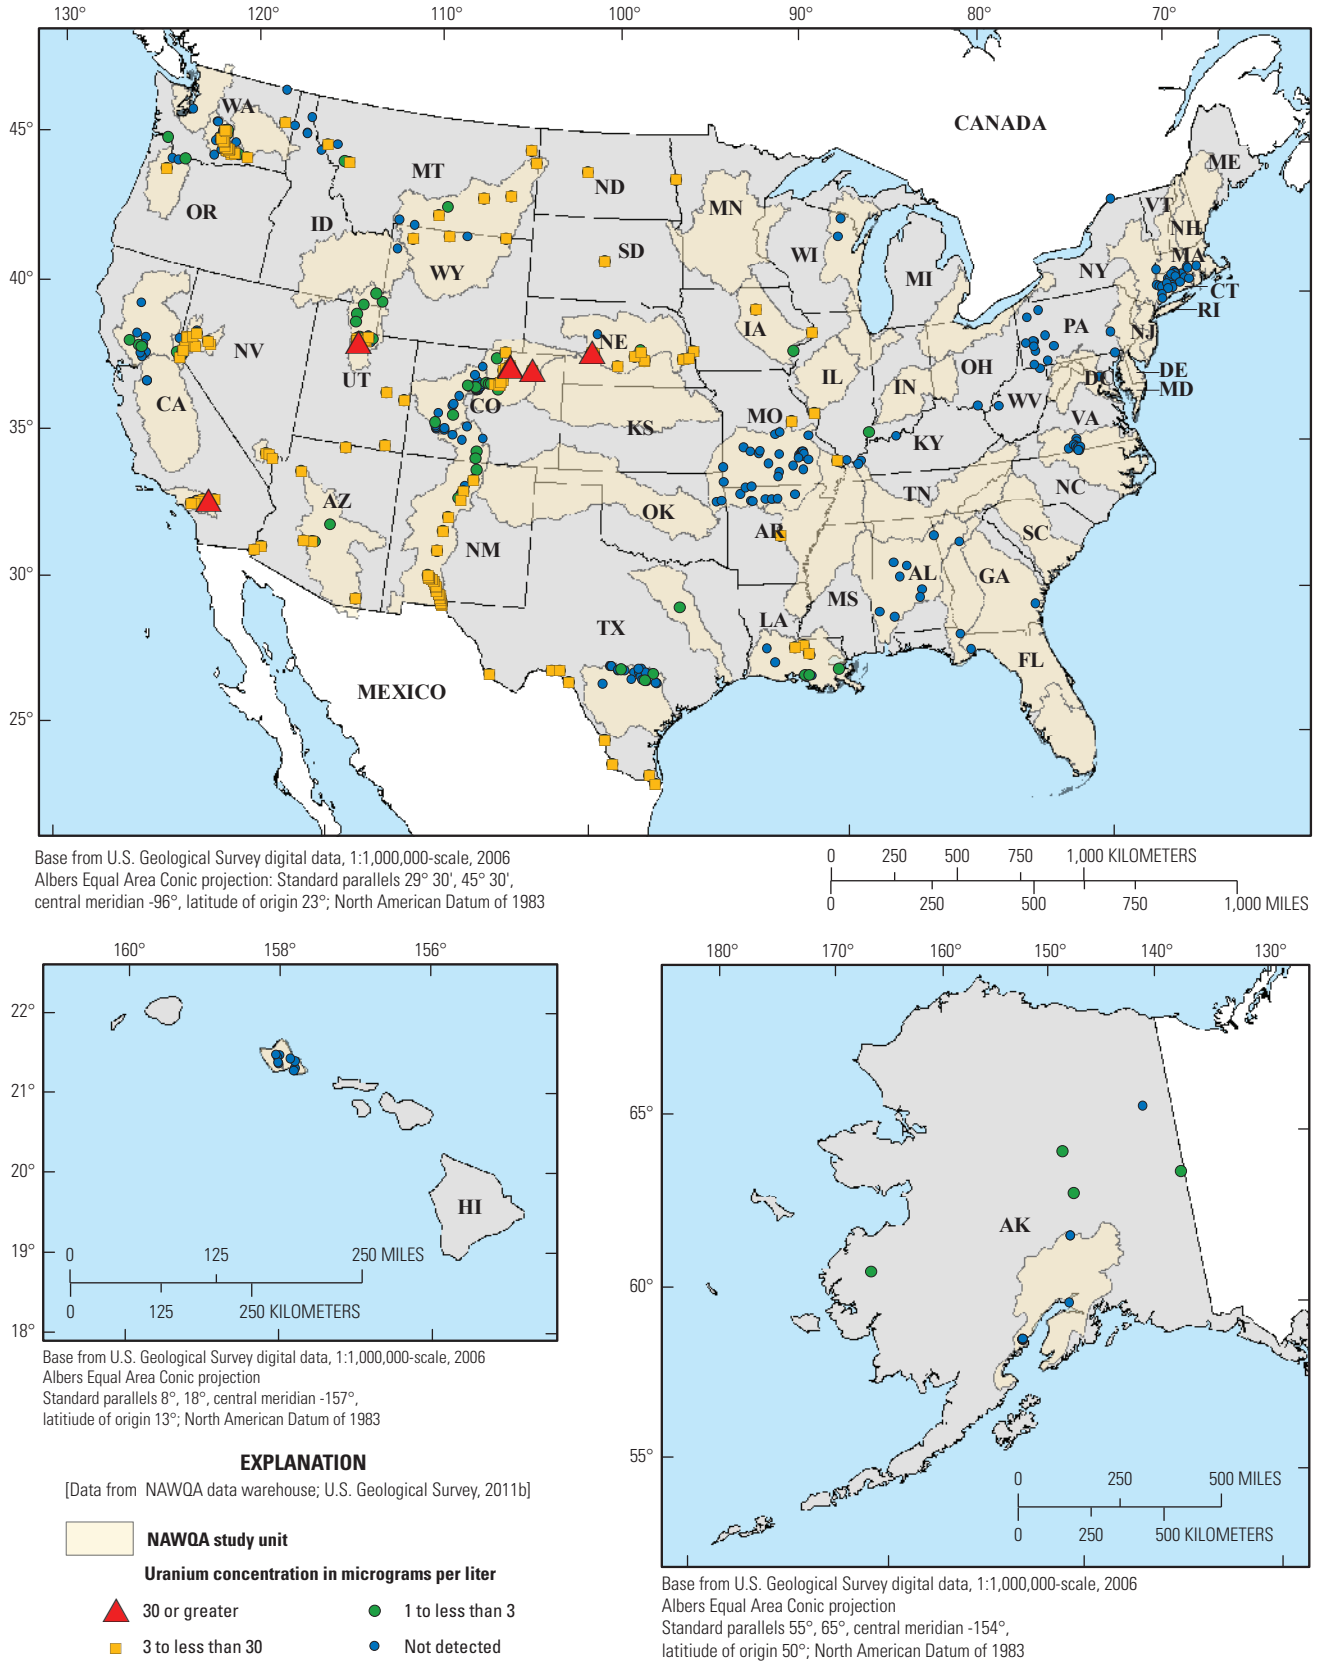 130° 120° 110° 100° 90° 80° 70°
CANADA
WA
45°
MT
ND
ME
OR
ID
MN
VT
NH
SD
WI
MA
MI
NY
40°
WY
CT
RI
IA
PA
NJ
NV
NE
OH
UT
IL
IN
DE
DC
MD
CA
CO
WV
MO
VA
35°
KS
KY
NC
AZ
TN
OK
AR
SC
NM
30°
AL
GA
MS
TX
LA
FL
MEXICO
25°
Base from U.S. Geological Survey digital data, 1:1,000,000-scale, 2006
Albers Equal Area Conic projection: Standard parallels 29° 30', 45° 30',
central meridian -96°, latitude of origin 23°; North American Datum of 1983
0 250 500 750 1,000 KILOMETERS
0 250 500 750 1,000 MILES
160° 158° 156°
22°
21°
20°
HI
19°
0 125 250 MILES
0 125 250 KILOMETERS
18°
Base from U.S. Geological Survey digital data, 1:1,000,000-scale, 2006
Albers Equal Area Conic projection
Standard parallels 8°, 18°, central meridian -157°,
latitiude of origin 13°; North American Datum of 1983
180° 170° 160° 150° 140° 130°
65°
AK
60°
55°
0 250 500 MILES
0 250 500 KILOMETERS
Base from U.S. Geological Survey digital data, 1:1,000,000-scale, 2006
Albers Equal Area Conic projection
Standard parallels 55°, 65°, central meridian -154°,
latitiude of origin 50°; North American Datum of 1983
EXPLANATION
[Data from NAWQA data warehouse; U.S. Geological Survey, 2011b]
NAWQA study unit
Uranium concentration in micrograms per liter
30 or greater
3 to less than 30
1 to less than 3
Not detected